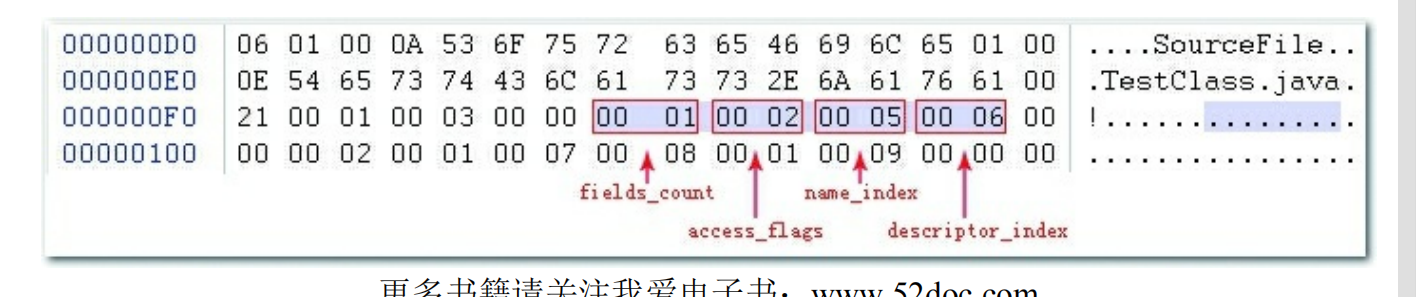 000000D0 06 01 00 0A 53 6F 75 72 63 65 46 69 6C 65 01 00 ....SourceFile..
000000E0 0E 54 65 73 74 43 6C 61 73 73 2E 6A 61 76 61 00 .TestClass.java.
000000F0 21 00 01 00 03 00 00 00 01 00 02 00 05 00 06 00 !...............
00000100 00 00 02 00 01 00 07 00 08 00 01 00 09 00 00 00 ................
fields_count name_index
access_flags descriptor_index
更多书籍请关注我爱电子书：www.52doc.com